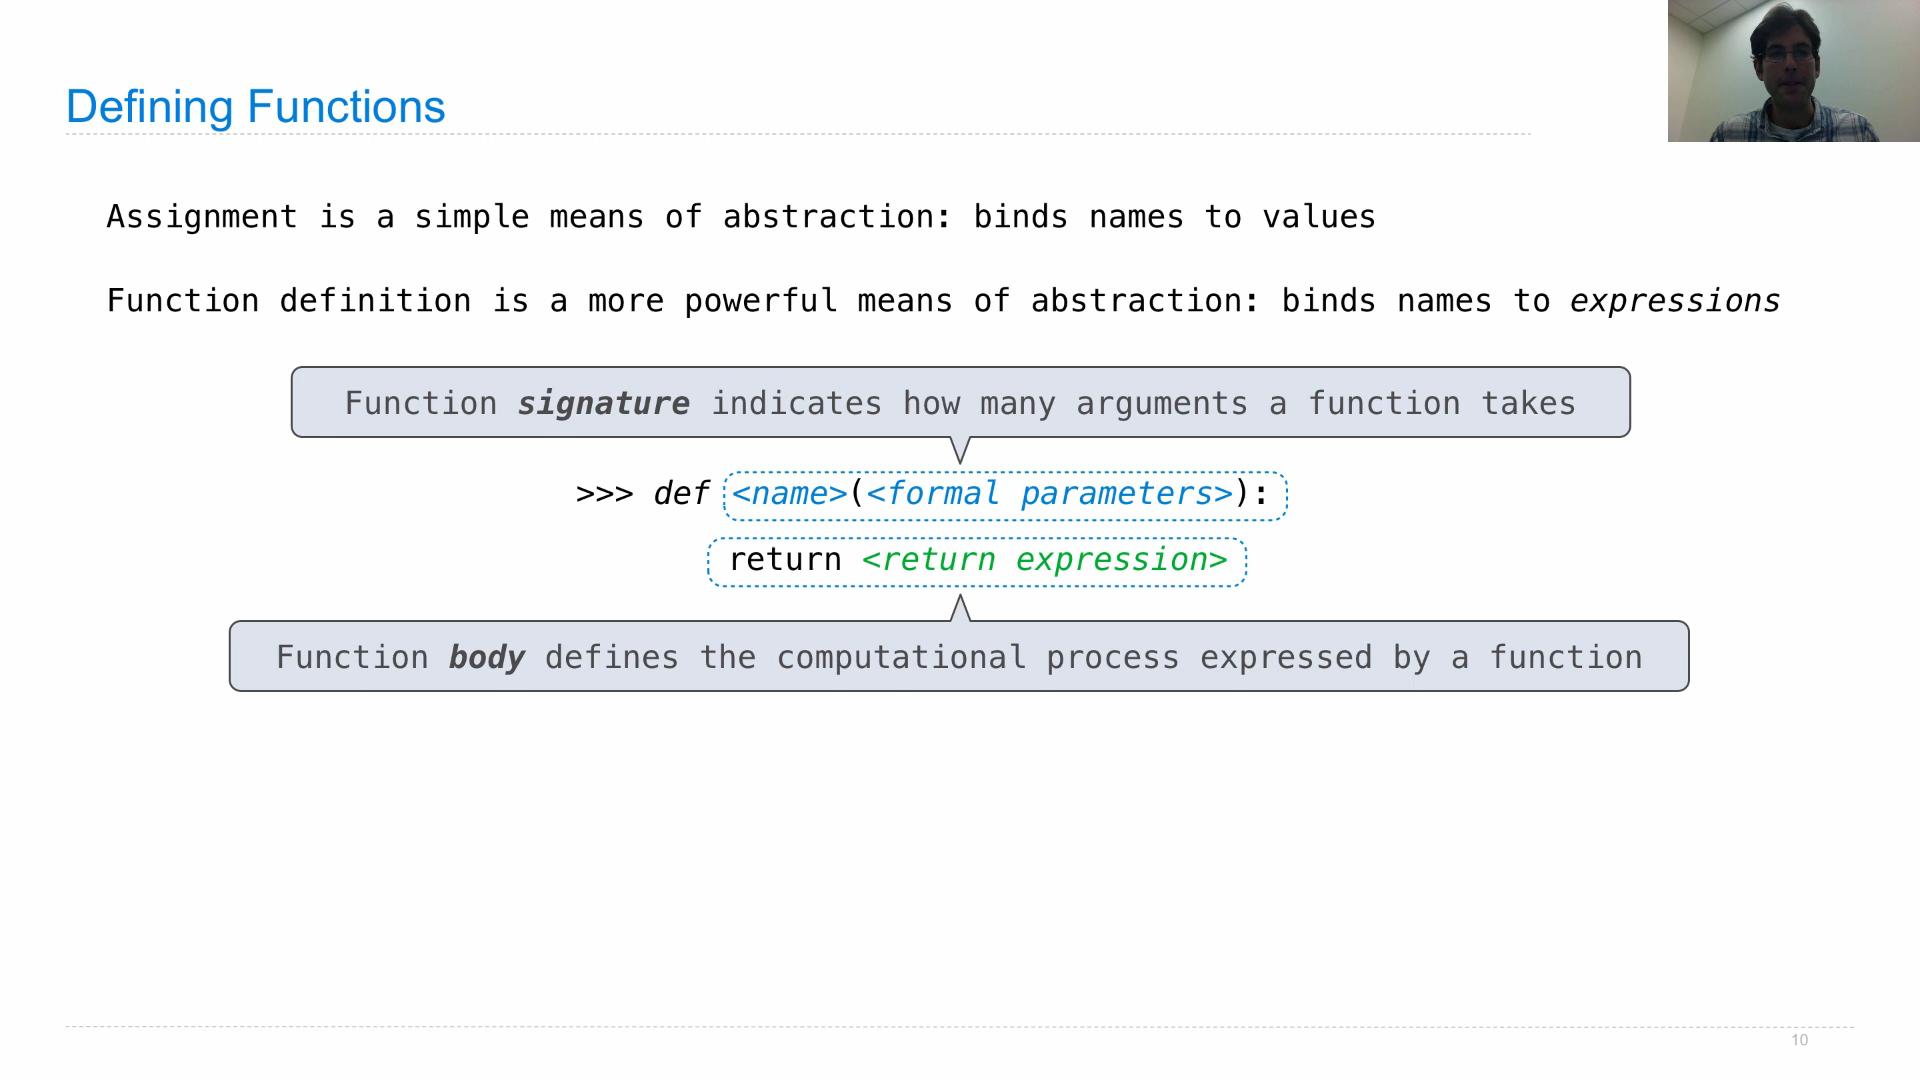 Defining Functions
Assignment is a simple means of abstraction: binds names to values
Function definition is a more powerful means of abstraction: binds names to expressions
Function signature indicates how many arguments a function takes
>>> def <name>(<formal parameters>):
return <return expression>
Function body defines the computational process expressed by a function
10